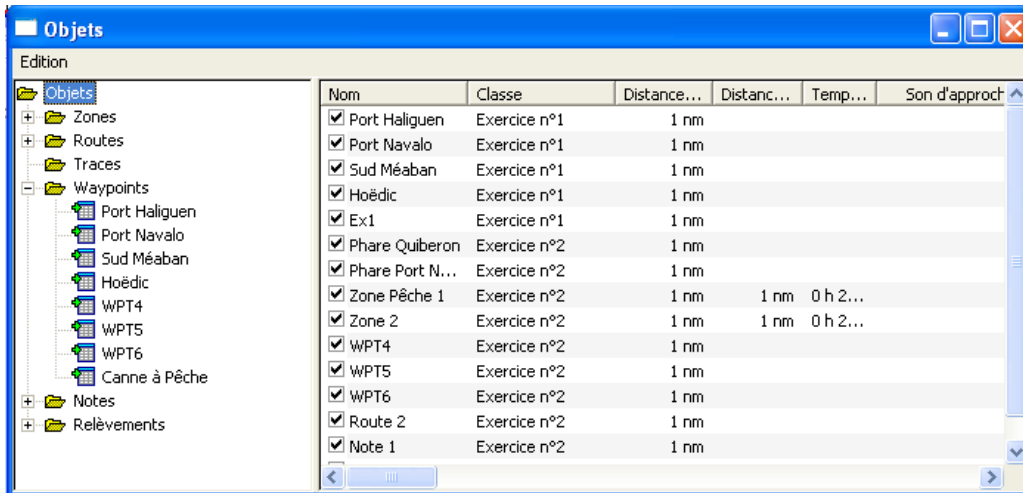 Objets
Edition
Objets
Zones
Routes
Traces
Waypoints
Port Haliguen
Port Navalo
Sud Méaban
Hoëdic
WPT4
WPT5
WPT6
Canne à Pêche
Notes
Relèvements
Nom Classe Distance... Distanc... Temp... Son d'approch
Port Haliguen Exercice n°1 1 nm
Port Navalo Exercice n°1 1 nm
Sud Méaban Exercice n°1 1 nm
Hoëdic Exercice n°1 1 nm
Ex1 Exercice n°1 1 nm
Phare Quiberon Exercice n°2 1 nm
Phare Port N... Exercice n°2 1 nm
Zone Pêche 1 Exercice n°2 1 nm 1 nm 0 h 2...
Zone 2 Exercice n°2 1 nm 1 nm 0 h 2...
WPT4 Exercice n°2 1 nm
WPT5 Exercice n°2 1 nm
WPT6 Exercice n°2 1 nm
Route 2 Exercice n°2 1 nm
Note 1 Exercice n°2 1 nm